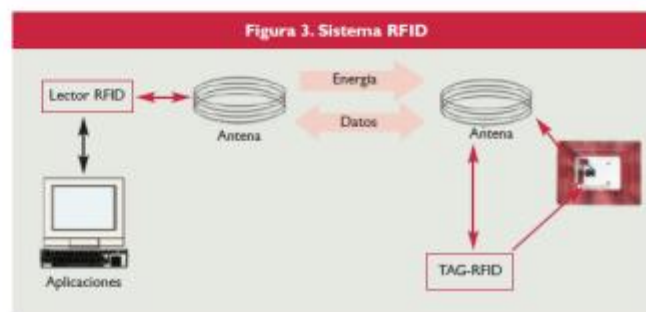 Figura 3. Sistema RFID
Lector RFID
Energía
Antena
Datos
Antena
Aplicaciones
TAG-RFID